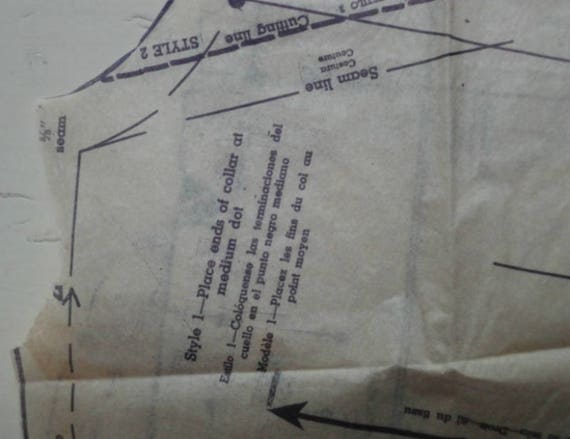 Cutting line
STYLE 2
Seam line
Costura
Couture
5/8"
seam
Style 1—Place ends of collar at
medium dot
Estilo 1—Colóquense las terminaciones del
cuello en el punto negro mediano
Modèle 1—Placez les fins du col au
point moyen
du tissu